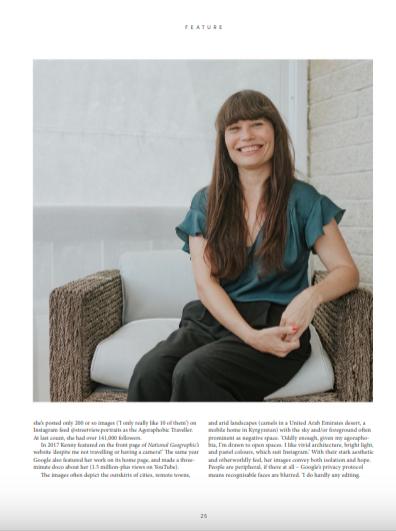 FEATURE
she's posted only 200 or so images ('I only really like 10 of them') on
Instagram feed @streetview.portraits as the Agoraphobic Traveller.
At last count, she had over 141,000 followers.
In 2017 Kenny featured on the front page of National Geographic's
website 'despite me not travelling or having a camera!' The same year
Google also featured her work on its home page, and made a three-
minute doco about her (1.5 million-plus views on YouTube).
The images often depict the outskirts of cities, remote towns,
and arid landscapes (camels in a United Arab Emirates desert, a
mobile home in Kyrgyzstan) with the sky and/or foreground often
prominent as negative space. 'Oddly enough, given my agorapho-
bia, I'm drawn to open spaces. I like vivid architecture, bright light,
and pastel colours, which suit Instagram.' With their stark aesthetic
and otherworldly feel, her images convey both isolation and hope.
People are peripheral, if there at all – Google's privacy protocol
means recognisable faces are blurred. 'I do hardly any editing.
25